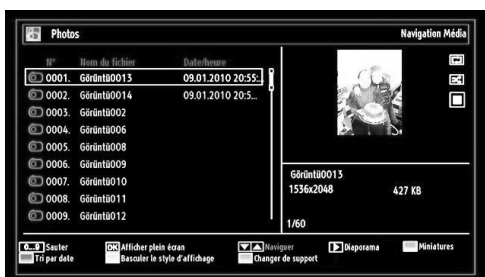 Photos Navigation Média
N° Nom du fichier Date/heure
0001. Görüntü0013 09.01.2010 20:55:..
0002. Görüntü0014 09.01.2010 20:5...
0003. Görüntü002
0004. Görüntü006
0005. Görüntü008
0006. Görüntü009
0007. Görüntü010
0008. Görüntü011
0009. Görüntü012
Görüntü0013
1536x2048 427 KB
1/60
0...9 Sauter OK Afficher plein écran Naviguer Diaporama Miniatures
Tri par date Basculer le style d'affichage Changer de support